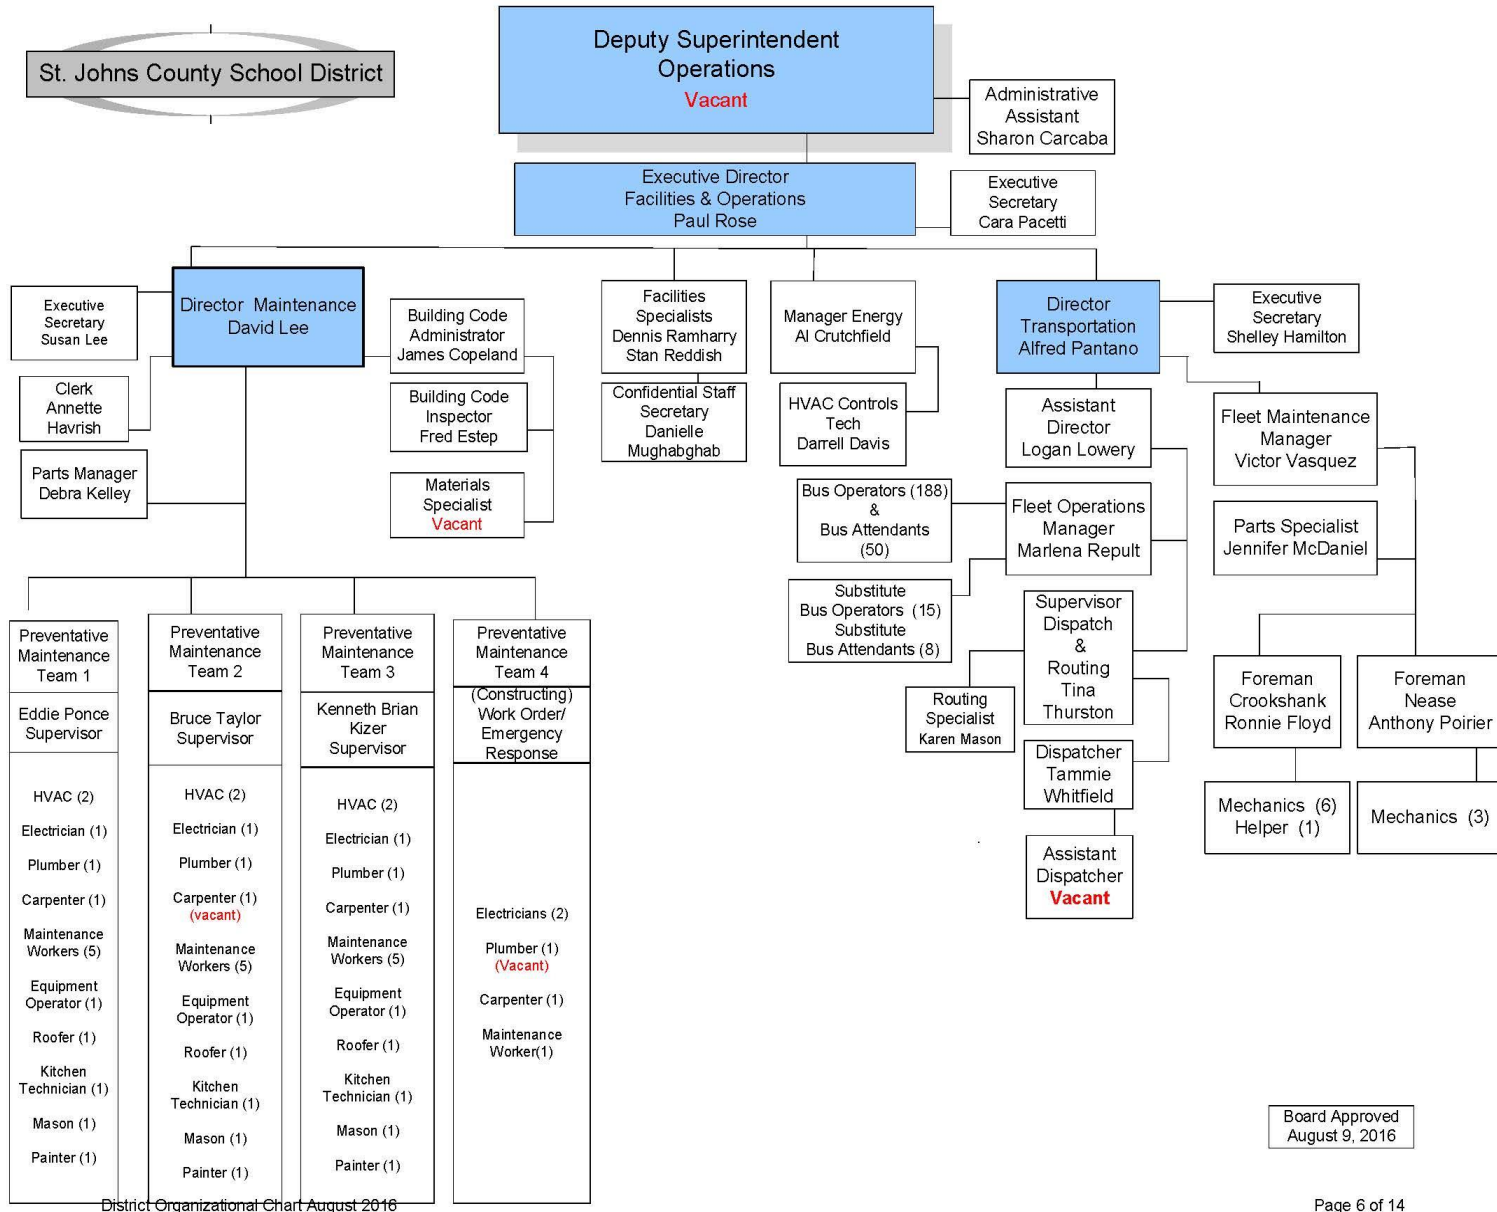 St. Johns County School District
Deputy Superintendent
Operations
Vacant
Administrative
Assistant
Sharon Carcaba
Executive Director
Facilities & Operations
Paul Rose
Executive
Secretary
Cara Pacetti
Executive
Secretary
Susan Lee
Director Maintenance
David Lee
Clerk
Annette
Havrish
Parts Manager
Debra Kelley
Building Code
Administrator
James Copeland
Building Code
Inspector
Fred Estep
Materials
Specialist
Vacant
Facilities
Specialists
Dennis Ramharry
Stan Reddish
Confidential Staff
Secretary
Danielle
Mughabghab
Manager Energy
Al Crutchfield
HVAC Controls
Tech
Darrell Davis
Director
Transportation
Alfred Pantano
Executive
Secretary
Shelley Hamilton
Assistant
Director
Logan Lowery
Fleet Maintenance
Manager
Victor Vasquez
Bus Operators (188)
&
Bus Attendants
(50)
Fleet Operations
Manager
Marlena Repult
Parts Specialist
Jennifer McDaniel
Substitute
Bus Operators (15)
Substitute
Bus Attendants (8)
Supervisor
Dispatch
&
Routing
Tina
Thurston
Routing
Specialist
Karen Mason
Dispatcher
Tammie
Whitfield
Assistant
Dispatcher
Vacant
Foreman
Crookshank
Ronnie Floyd
Foreman
Nease
Anthony Poirier
Mechanics (6)
Helper (1)
Mechanics (3)
Preventative
Maintenance
Team 1
Eddie Ponce
Supervisor
HVAC (2)
Electrician (1)
Plumber (1)
Carpenter (1)
Maintenance
Workers (5)
Equipment
Operator (1)
Roofer (1)
Kitchen
Technician (1)
Mason (1)
Painter (1)
Preventative
Maintenance
Team 2
Bruce Taylor
Supervisor
HVAC (2)
Electrician (1)
Plumber (1)
Carpenter (1)
(vacant)
Maintenance
Workers (5)
Equipment
Operator (1)
Roofer (1)
Kitchen
Technician (1)
Mason (1)
Painter (1)
Preventative
Maintenance
Team 3
Kenneth Brian
Kizer
Supervisor
HVAC (2)
Electrician (1)
Plumber (1)
Carpenter (1)
Maintenance
Workers (5)
Equipment
Operator (1)
Roofer (1)
Kitchen
Technician (1)
Mason (1)
Painter (1)
Preventative
Maintenance
Team 4
(Constructing)
Work Order/
Emergency
Response
Electricians (2)
Plumber (1)
(Vacant)
Carpenter (1)
Maintenance
Worker(1)
Board Approved
August 9, 2016
District Organizational Chart August 2016
Page 6 of 14